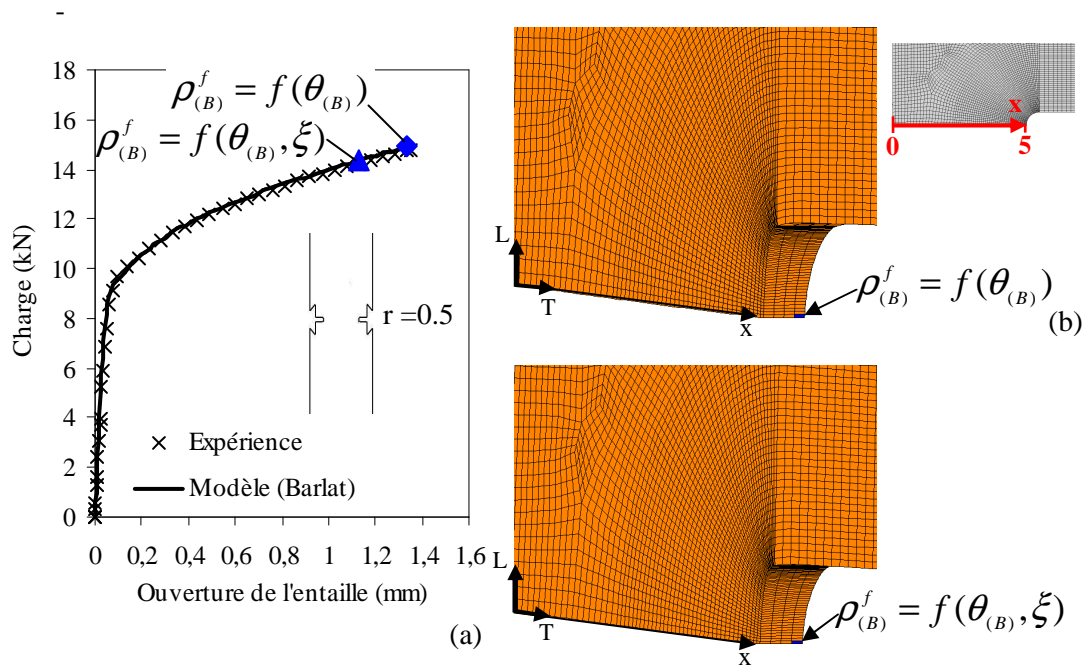 -
18
16
14
12
10
8
6
4
2
0
Charge (kN)
ρ^f_(B) = f(θ_(B))
ρ^f_(B) = f(θ_(B), ξ)
r =0.5
Expérience
Modèle (Barlat)
0 0,2 0,4 0,6 0,8 1 1,2 1,4 1,6
Ouverture de l'entaille (mm)
(a)
x
0 5
L
T
x
ρ^f_(B) = f(θ_(B))
(b)
L
T
x
ρ^f_(B) = f(θ_(B), ξ)